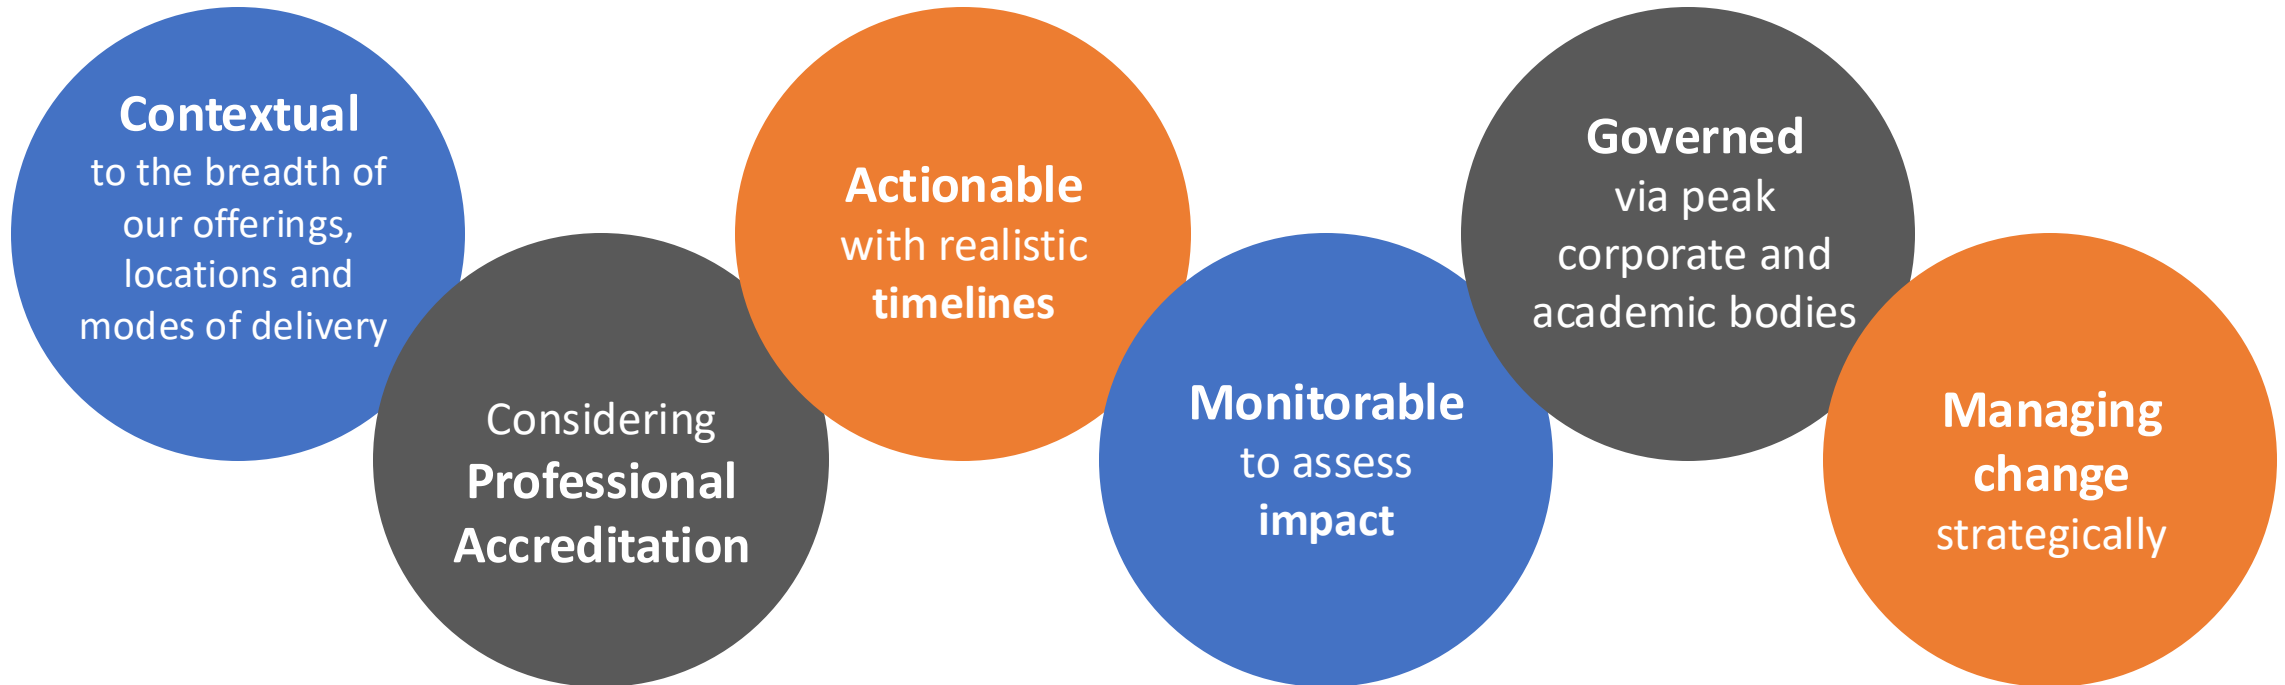 Contextual
to the breadth of
our offerings,
locations and
modes of delivery
Considering
Professional
Accreditation
Actionable
with realistic
timelines
Monitorable
to assess
impact
Governed
via peak
corporate and
academic bodies
Managing
change
strategically